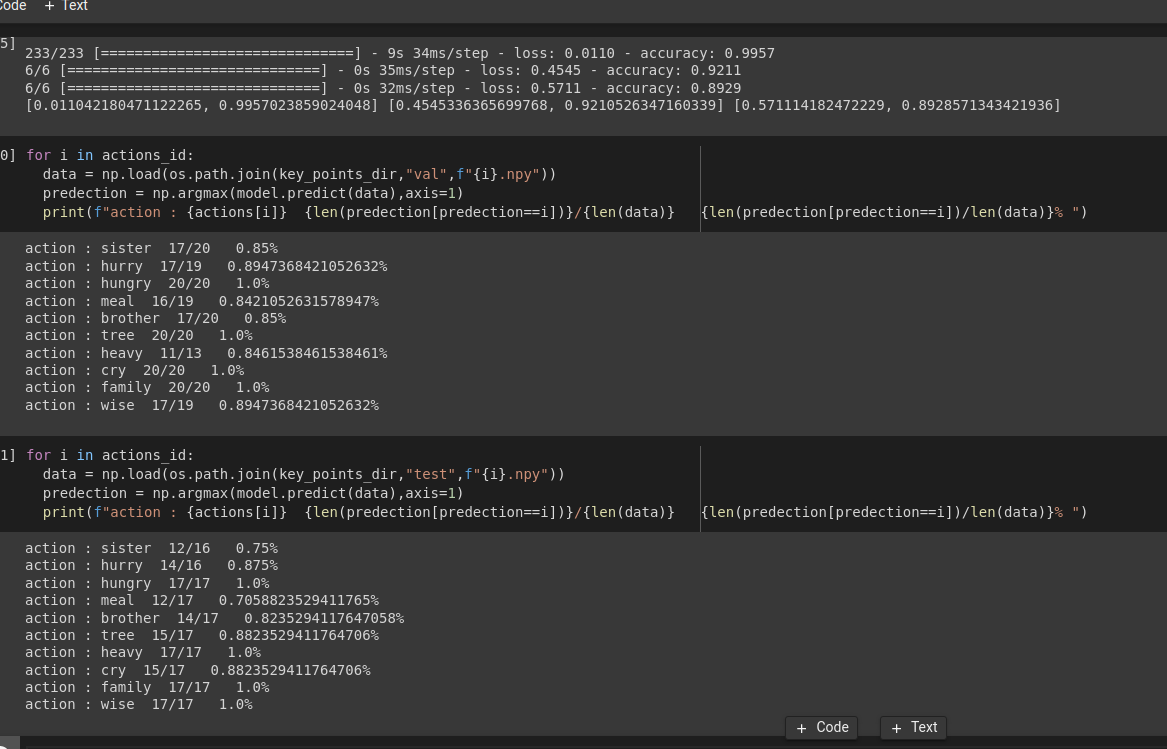 Code + Text
5]
233/233 [==============================] - 9s 34ms/step - loss: 0.0110 - accuracy: 0.9957
6/6 [==============================] - 0s 35ms/step - loss: 0.4545 - accuracy: 0.9211
6/6 [==============================] - 0s 32ms/step - loss: 0.5711 - accuracy: 0.8929
[0.011042180471122265, 0.9957023859024048] [0.4545336365699768, 0.9210526347160339] [0.571114182472229, 0.8928571343421936]
0] for i in actions_id:
data = np.load(os.path.join(key_points_dir,"val",f"{i}.npy"))
predection = np.argmax(model.predict(data),axis=1)
print(f"action : {actions[i]}  {len(predection[predection==i])}/{len(data)}   {len(predection[predection==i])/len(data)}% ")
action : sister  17/20   0.85%
action : hurry  17/19   0.8947368421052632%
action : hungry  20/20   1.0%
action : meal  16/19   0.8421052631578947%
action : brother  17/20   0.85%
action : tree  20/20   1.0%
action : heavy  11/13   0.8461538461538461%
action : cry  20/20   1.0%
action : family  20/20   1.0%
action : wise  17/19   0.8947368421052632%
1] for i in actions_id:
data = np.load(os.path.join(key_points_dir,"test",f"{i}.npy"))
predection = np.argmax(model.predict(data),axis=1)
print(f"action : {actions[i]}  {len(predection[predection==i])}/{len(data)}   {len(predection[predection==i])/len(data)}% ")
action : sister  12/16   0.75%
action : hurry  14/16   0.875%
action : hungry  17/17   1.0%
action : meal  12/17   0.7058823529411765%
action : brother  14/17   0.8235294117647058%
action : tree  15/17   0.8823529411764706%
action : heavy  17/17   1.0%
action : cry  15/17   0.8823529411764706%
action : family  17/17   1.0%
action : wise  17/17   1.0%
+ Code + Text